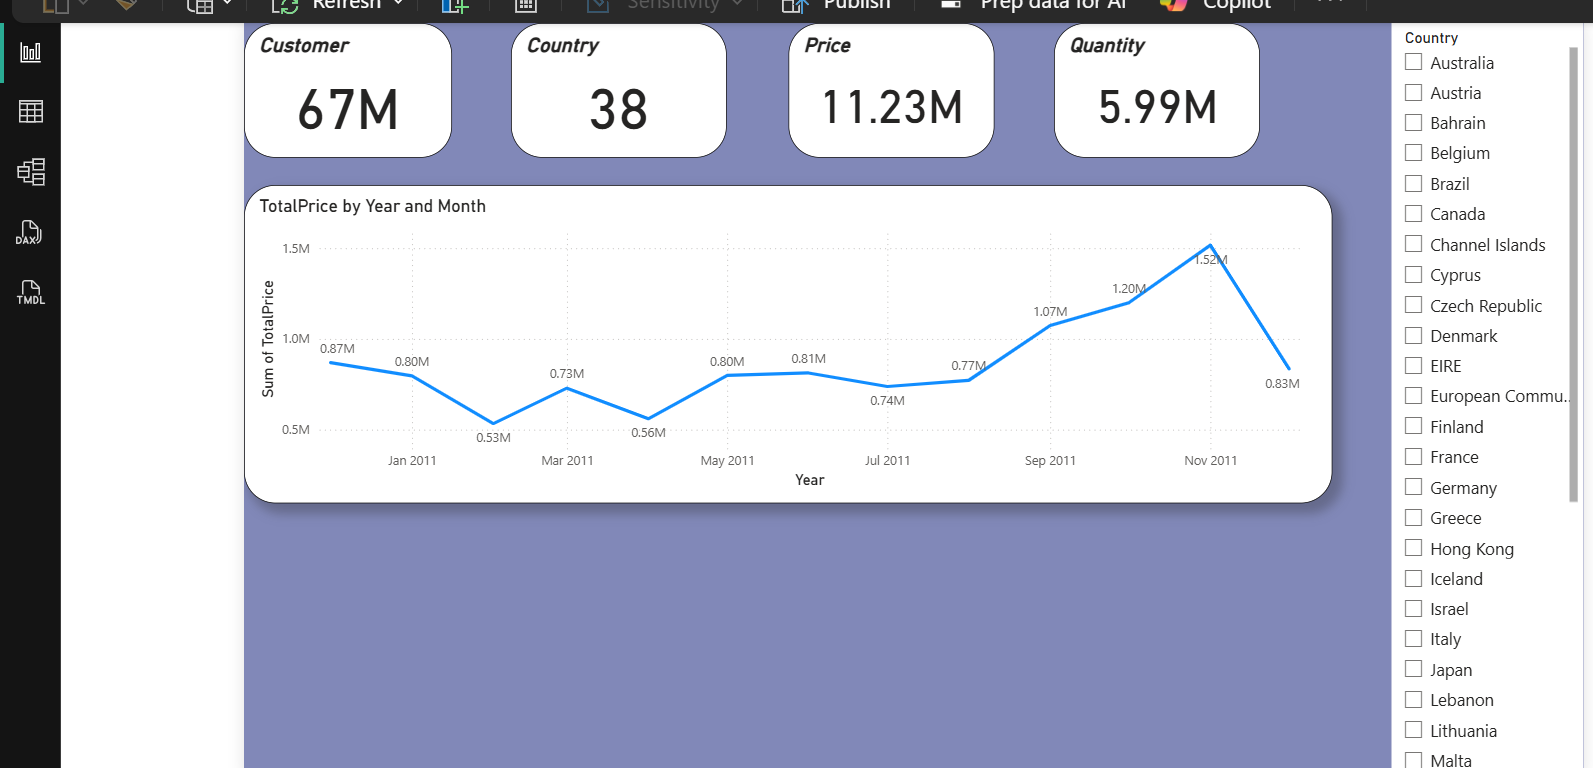 Refresh
Sensitivity
Publish
Prep data for AI
Copilot
Customer
67M
Country
38
Price
11.23M
Quantity
5.99M
DAX
TMDL
TotalPrice by Year and Month
Sum of TotalPrice
1.5M
1.0M
0.5M
0.87M
0.80M
0.53M
0.73M
0.56M
0.80M
0.81M
0.74M
0.77M
1.07M
1.20M
1.52M
0.83M
Jan 2011
Mar 2011
May 2011
Jul 2011
Sep 2011
Nov 2011
Year
Country
Australia
Austria
Bahrain
Belgium
Brazil
Canada
Channel Islands
Cyprus
Czech Republic
Denmark
EIRE
European Commu..
Finland
France
Germany
Greece
Hong Kong
Iceland
Israel
Italy
Japan
Lebanon
Lithuania
Malta